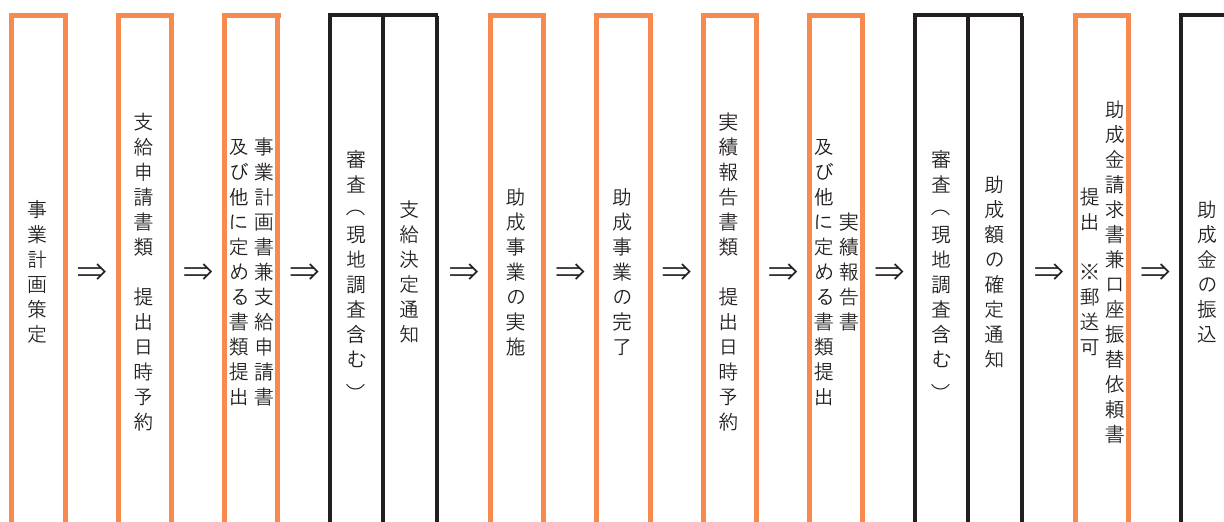 事業計画策定
⇒
支給申請書類　提出日時予約
⇒
事業計画書兼支給申請書
及び他に定める書類提出
⇒
審査（現地調査含む）
支給決定通知
⇒
助成事業の実施
⇒
助成事業の完了
⇒
実績報告書類　提出日時予約
⇒
実績報告書
及び他に定める書類提出
⇒
審査（現地調査含む）
助成額の確定通知
⇒
助成金請求書兼口座振替依頼書
提出　※郵送可
⇒
助成金の振込